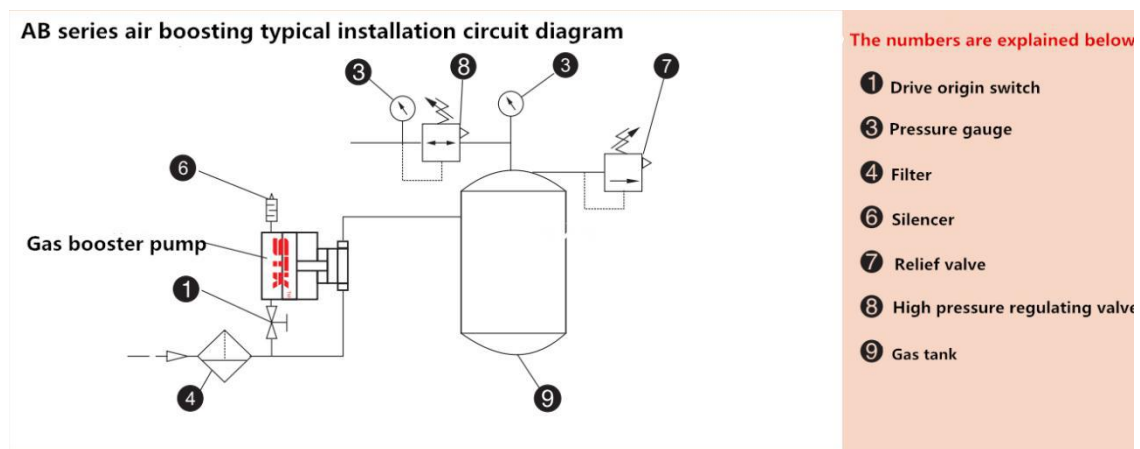 AB series air boosting typical installation circuit diagram
3
8
3
7
6
Gas booster pump
1
4
9
The numbers are explained below
1 Drive origin switch
3 Pressure gauge
4 Filter
6 Silencer
7 Relief valve
8 High pressure regulating valve
9 Gas tank